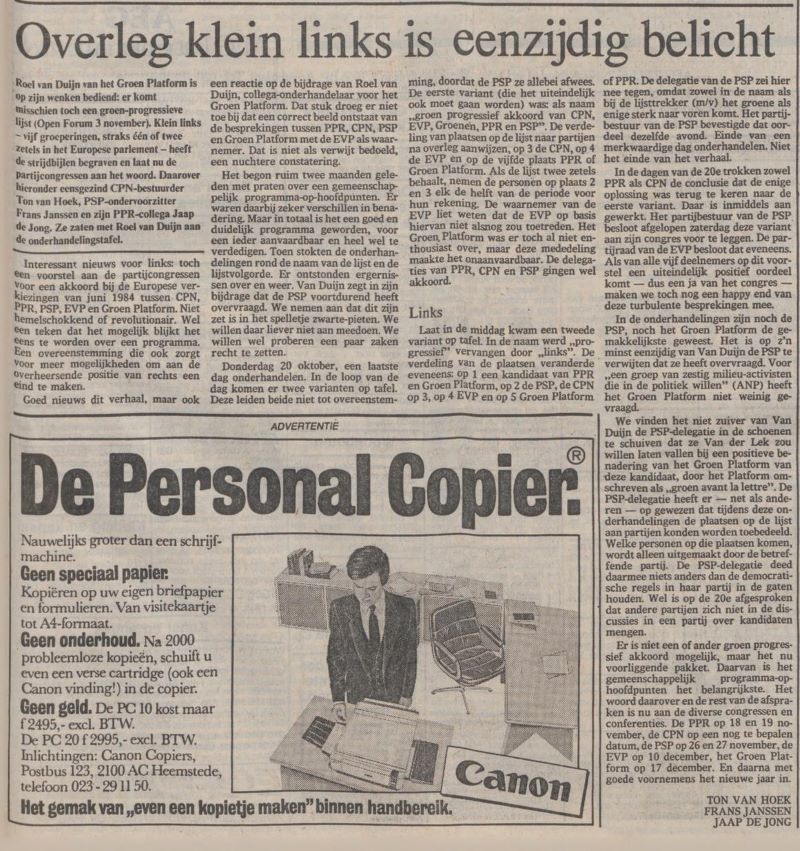 Overleg klein links is eenzijdig belicht
Roel van Duijn van het Groen Platform is
op zijn wenken bediend: er komt
misschien toch een groen-progressieve
lijst (Open Forum 3 november). Klein links
– vijf groeperingen, straks één of twee
zetels in het Europese parlement – heeft
de strijdbijlen begraven en laat nu de
partijcongressen aan het woord. Daarover
hieronder eensgezind CPN-bestuurder
Ton van Hoek, PSP-ondervoorzitter
Frans Janssen en zijn PPR-collega Jaap
de Jong. Ze zaten met Roel van Duijn aan
de onderhandelingstafel.
Interessant nieuws voor links: toch
een voorstel aan de partijcongressen
voor een akkoord bij de Europese ver-
kiezingen van juni 1984 tussen CPN,
PPR, PSP, EVP en Groen Platform. Niet
hemelschokkend of revolutionair. Wel
een teken dat het mogelijk blijkt het
eens te worden over een programma.
Een overeenstemming die ook zorgt
voor meer mogelijkheden om aan de
overheersende positie van rechts een
eind te maken.
Goed nieuws dit verhaal, maar ook
een reactie op de bijdrage van Roel van
Duijn, collega-onderhandelaar voor het
Groen Platform. Dat stuk droeg er niet
toe bij dat een correct beeld ontstaat van
de besprekingen tussen PPR, CPN, PSP
en Groen Platform met de EVP als waar-
nemer. Dat is niet als verwijt bedoeld,
een nuchtere constatering.
Het begon ruim twee maanden gele-
den met praten over een gemeenschap-
pelijk programma-op-hoofdpunten. Er
waren daarbij zeker verschillen in bena-
dering. Maar in totaal is het een goed en
duidelijk programma geworden, voor
een ieder aanvaardbaar en heel wel te
verdedigen. Toen stokten de onderhan-
delingen rond de naam van de lijst en de
lijstvolgorde. Er ontstonden ergernis-
sen over en weer. Van Duijn zegt in zijn
bijdrage dat de PSP voortdurend heeft
overvraagd. We nemen aan dat dit zijn
zet is in het spelletje zwarte-pieten. We
willen daar liever niet aan meedoen. We
willen wel proberen een paar zaken
recht te zetten.
Donderdag 20 oktober, een laatste
dag onderhandelen. In de loop van de
dag komen er twee varianten op tafel.
Deze leiden beide niet tot overeenstem-
ming, doordat de PSP ze allebei afwees.
De eerste variant (die het uiteindelijk
ook moet gaan worden) was: als naam
„groen progressief akkoord van CPN,
EVP, Groenen, PPR en PSP". De verde-
ling van plaatsen op de lijst naar partijen
na overleg aanwijzen, op 3 de CPN, op 4
de EVP en op de vijfde plaats PPR of
Groen Platform. Als de lijst twee zetels
behaalt, nemen de personen op plaats 2
en 3 elk de helft van de periode voor
hun rekening. De waarnemer van de
EVP liet weten dat de EVP op basis
hiervan niet alsnog zou toetreden. Het
Groen Platform was er toch al niet en-
thousiast over, maar deze mededeling
maakte het onaanvaardbaar. De delega-
ties van PPR, CPN en PSP gingen wel
akkoord.
Links
Laat in de middag kwam een tweede
variant op tafel. In de naam werd „pro-
gressief" vervangen door „links". De
verdeling van de plaatsen veranderde
eveneens: op 1 een kandidaat van PPR
en Groen Platform, op 2 de PSP, de CPN
op 3, op 4 EVP en op 5 Groen Platform
of PPR. De delegatie van de PSP zei hier
nee tegen, omdat zowel in de naam als
bij de lijsttrekker (m/v) het groene als
enige sterk naar voren komt. Het partij-
bestuur van de PSP bevestigde dat oor-
deel dezelfde avond. Einde van een
merkwaardige dag onderhandelen. Niet
het einde van het verhaal.
In de dagen van de 20e trokken zowel
PPR als CPN de conclusie dat de enige
oplossing was terug te keren naar de
eerste variant. Daar is inmiddels aan
gewerkt. Het partijbestuur van de PSP
besloot afgelopen zaterdag deze variant
aan zijn congres voor te leggen. De par-
tijraad van de EVP besloot dat eveneens.
Als van alle vijf deelnemers op dit voor-
stel een uiteindelijk positief oordeel
komt — dus een ja van het congres —
maken we toch nog een happy end van
deze turbulente besprekingen mee.
In de onderhandelingen zijn noch de
PSP, noch het Groen Platform de ge-
makkelijkste geweest. Het is op z'n
minst eenzijdig van Van Duijn de PSP te
verwijten dat ze heeft overvraagd. Voor
„een groep van zestig milieu-activisten
die in de politiek willen" (ANP) heeft
het Groen Platform niet weinig ge-
vraagd.
We vinden het niet zuiver van Van
Duijn de PSP-delegatie in de schoenen
te schuiven dat ze Van der Lek zou
willen laten vallen bij een positieve be-
nadering van het Groen Platform van
deze kandidaat, door het Platform om-
schreven als „groen avant la lettre". De
PSP-delegatie heeft er — net als ande-
ren — op gewezen dat tijdens deze on-
derhandelingen de plaatsen op de lijst
aan partijen konden worden toebedeeld.
Welke personen op die plaatsen komen,
wordt alleen uitgemaakt door de betref-
fende partij. De PSP-delegatie deed
daarmee niets anders dan de democrati-
sche regels in haar partij in de gaten
houden. Wel is op de 20e afgesproken
dat andere partijen zich niet in de dis-
cussies in een partij over kandidaten
mengen.
Er is niet een of ander groen progres-
sief akkoord mogelijk, maar het nu
voorliggende pakket. Daarvan is het
gemeenschappelijk programma-op-
hoofdpunten het belangrijkste. Het
woord daarover en de rest van de afspra-
ken is nu aan de diverse congressen en
conferenties. De PPR op 18 en 19 no-
vember, de CPN op een nog te bepalen
datum, de PSP op 26 en 27 november, de
EVP op 10 december, het Groen Plat-
form op 17 december. En daarna met
goede voornemens het nieuwe jaar in.
TON VAN HOEK
FRANS JANSSEN
JAAP DE JONG
ADVERTENTIE
De Personal Copier.®
Nauwelijks groter dan een schrijf-
machine.
Geen speciaal papier.
Kopiëren op uw eigen briefpapier
en formulieren. Van visitekaartje
tot A4-formaat.
Geen onderhoud. Na 2000
probleemloze kopieën, schuift u
even een verse cartridge (ook een
Canon vinding!) in de copier.
Geen geld. De PC 10 kost maar
f 2495,- excl. BTW.
De PC 20 f 2995,- excl. BTW.
Inlichtingen: Canon Copiers,
Postbus 123, 2100 AC Heemstede,
telefoon 023 - 29 11 50.
Canon
Het gemak van „even een kopietje maken" binnen handbereik.